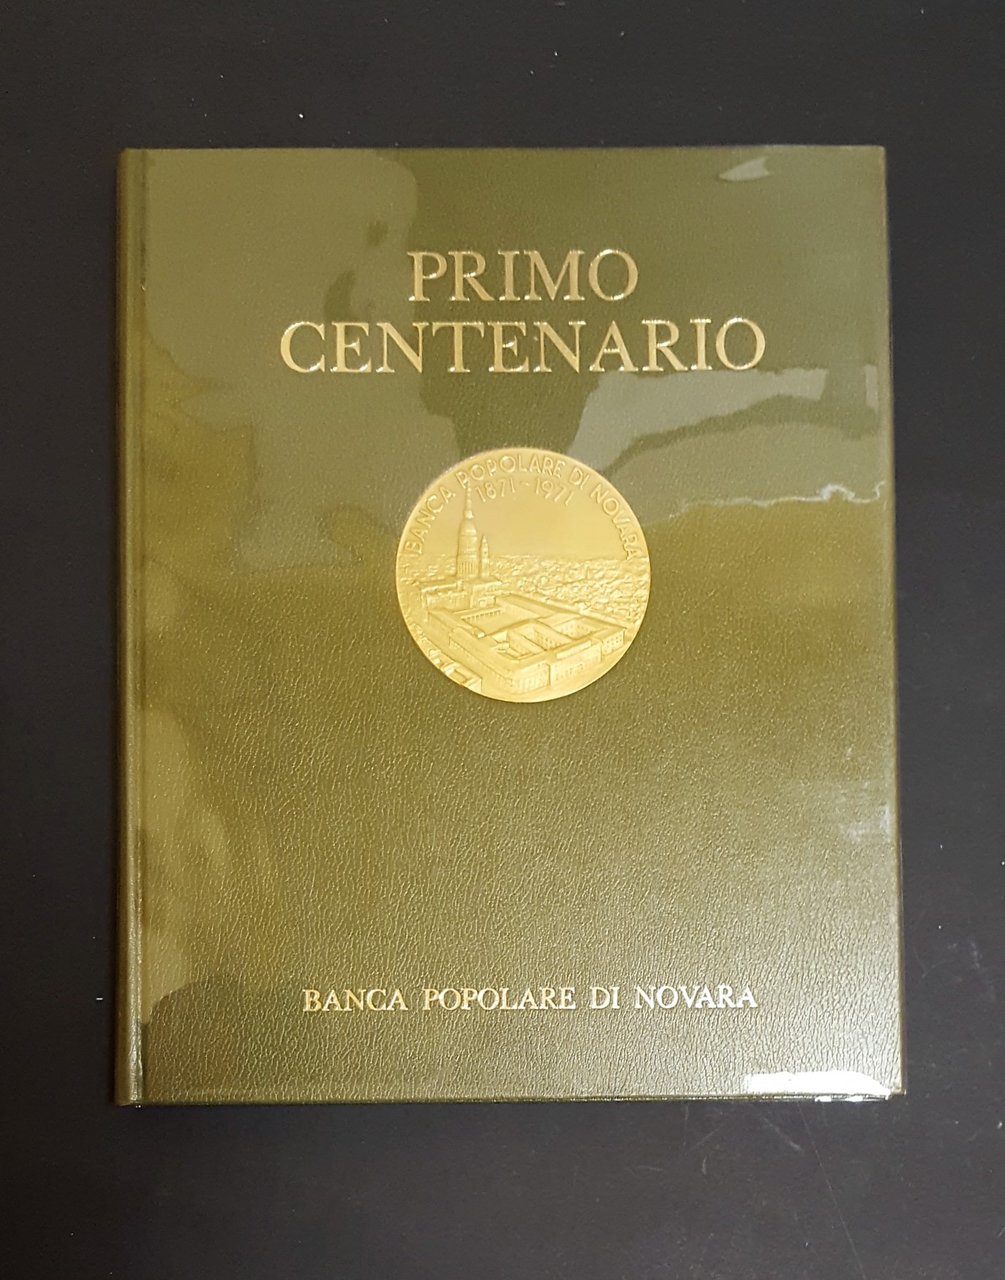 PRIMO
CENTENARIO
BANCA POPOLARE DI NOVARA
1871-1971
BANCA POPOLARE DI NOVARA